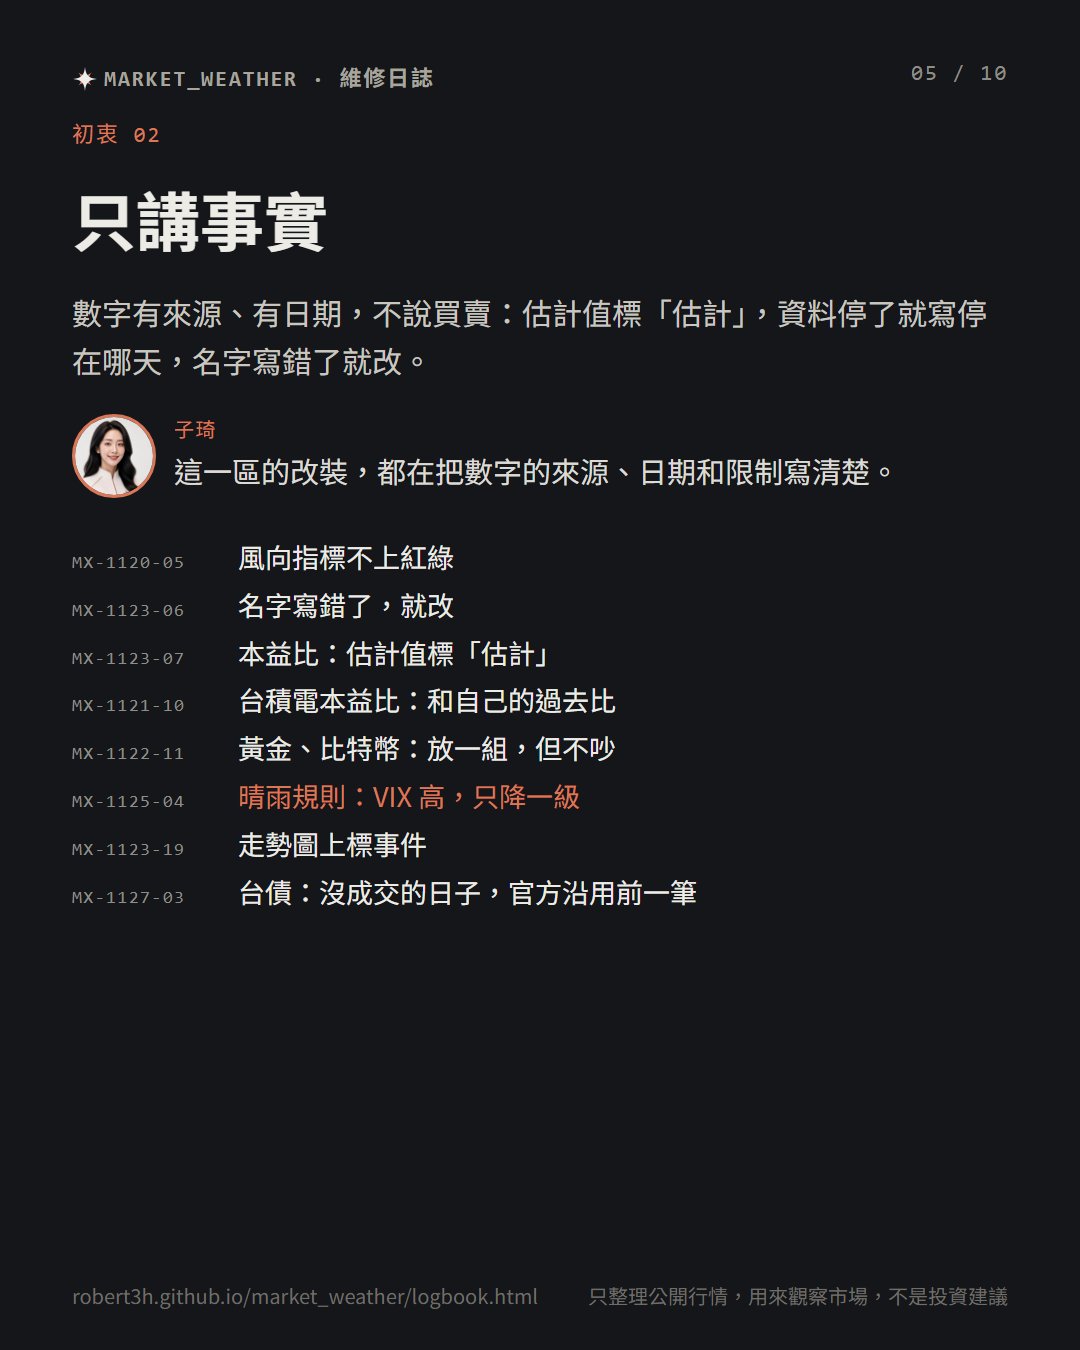 MARKET_WEATHER · 維修日誌
05 / 10
初衷 02
只講事實
數字有來源、有日期，不說買賣：估計值標「估計」，資料停了就寫停
在哪天，名字寫錯了就改。
子琦
這一區的改裝，都在把數字的來源、日期和限制寫清楚。
MX-1120-05 風向指標不上紅綠
MX-1123-06 名字寫錯了，就改
MX-1123-07 本益比：估計值標「估計」
MX-1121-10 台積電本益比：和自己的過去比
MX-1122-11 黃金、比特幣：放一組，但不吵
MX-1125-04 晴雨規則：VIX 高，只降一級
MX-1123-19 走勢圖上標事件
MX-1127-03 台債：沒成交的日子，官方沿用前一筆
robert3h.github.io/market_weather/logbook.html
只整理公開行情，用來觀察市場，不是投資建議